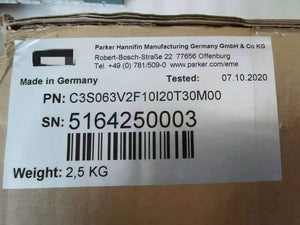 Parker Hannifin Manufacturing Germany GmbH & Co KG
Robert-Bosch-Straße 22 77656 Offenburg
Tel. +49 (0) 781/509-0 www.parker.com/eme
Made in Germany Tested: 07.10.2020
PN: C3S063V2F10I20T30M00
SN: 5164250003
Weight: 2,5 KG